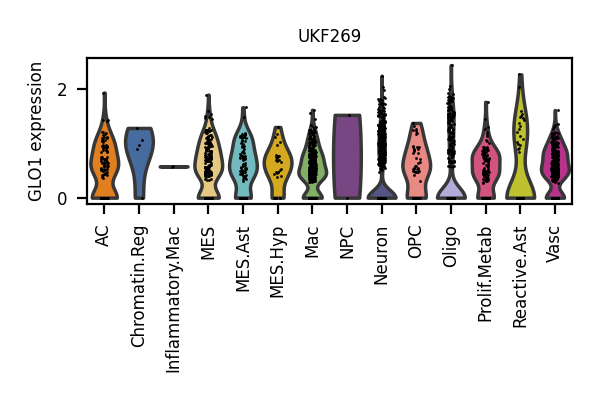 UKF269
GLO1 expression
2
0
AC
Chromatin.Reg
Inflammatory.Mac
MES
MES.Ast
MES.Hyp
Mac
NPC
Neuron
OPC
Oligo
Prolif.Metab
Reactive.Ast
Vasc